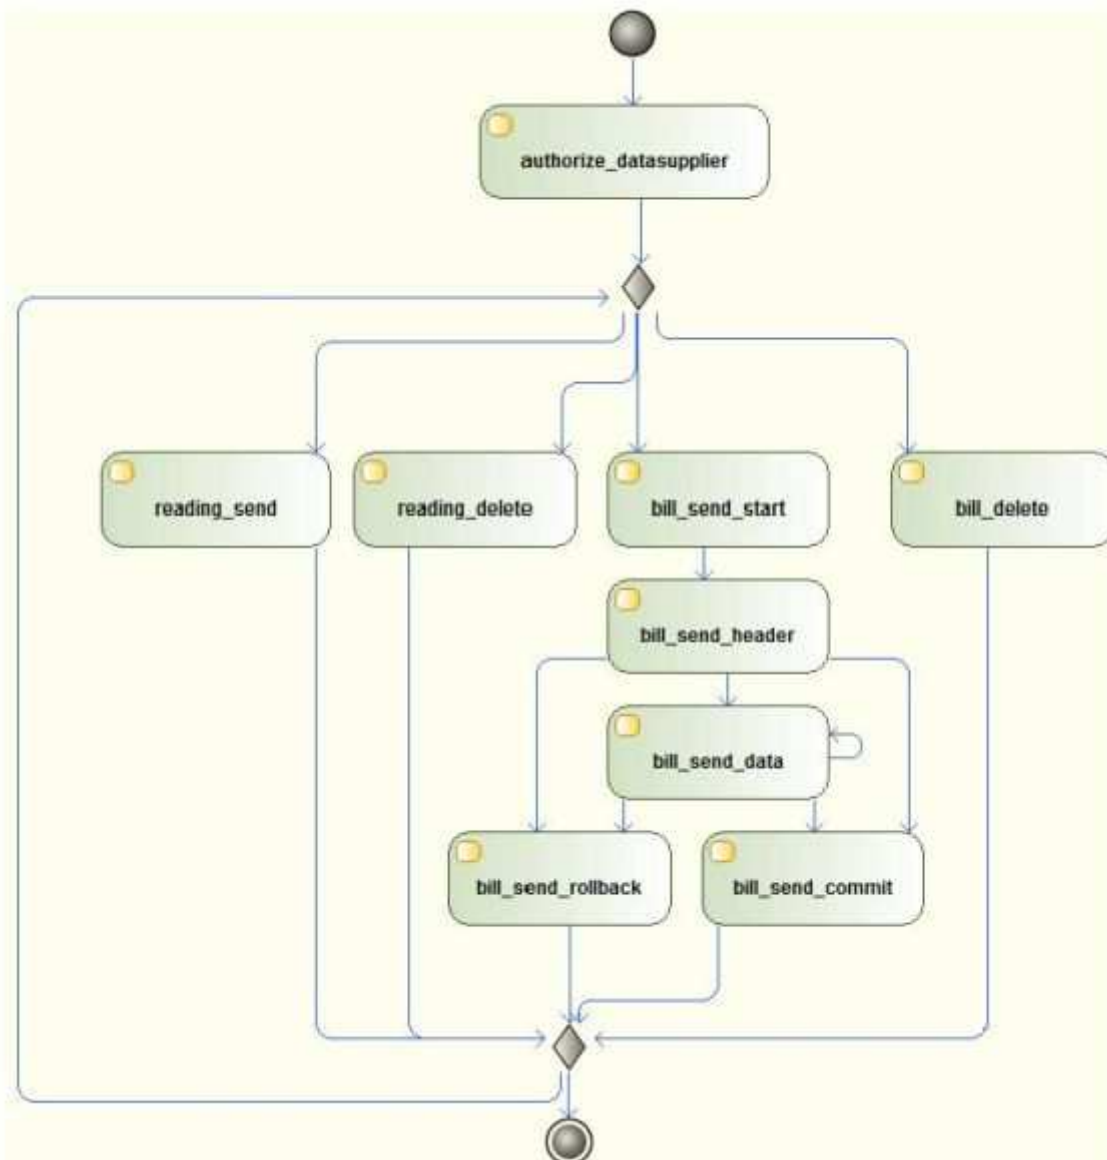 authorize_datasupplier
reading_send
reading_delete
bill_send_start
bill_delete
bill_send_header
bill_send_data
bill_send_rollback
bill_send_commit